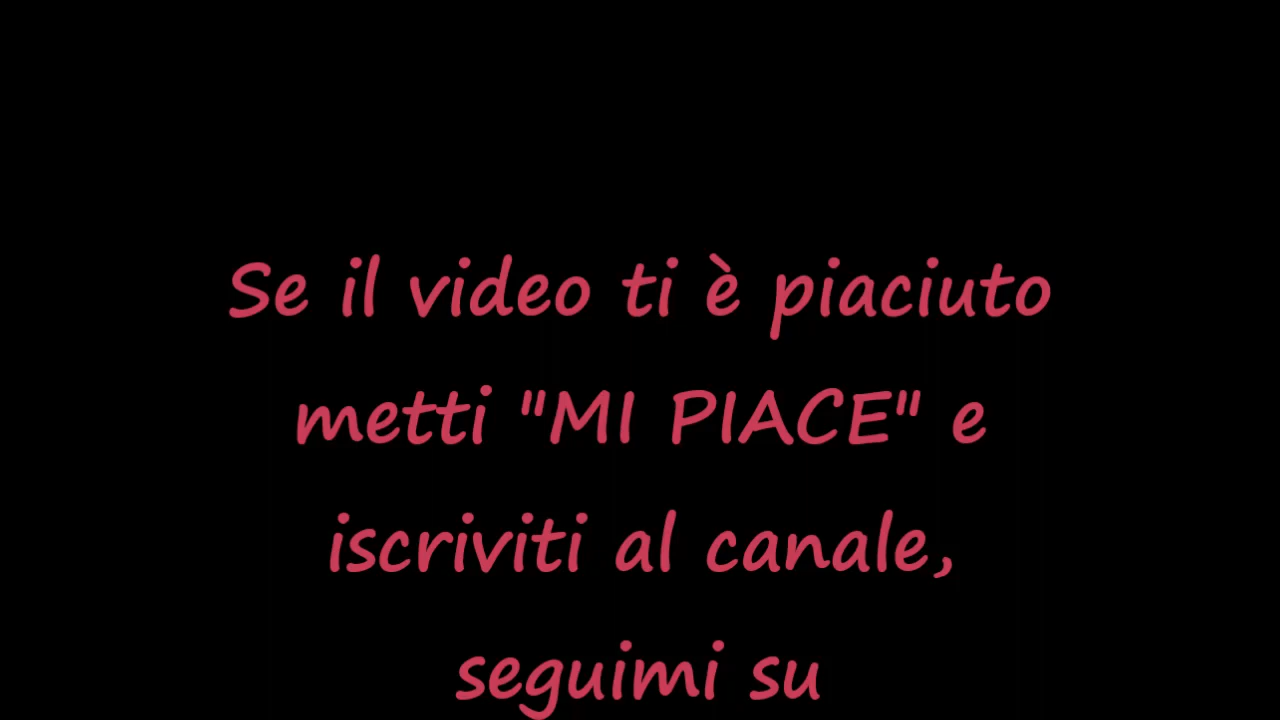 Se il video ti è piaciuto
metti "MI PIACE" e
iscriviti al canale,
seguimi su